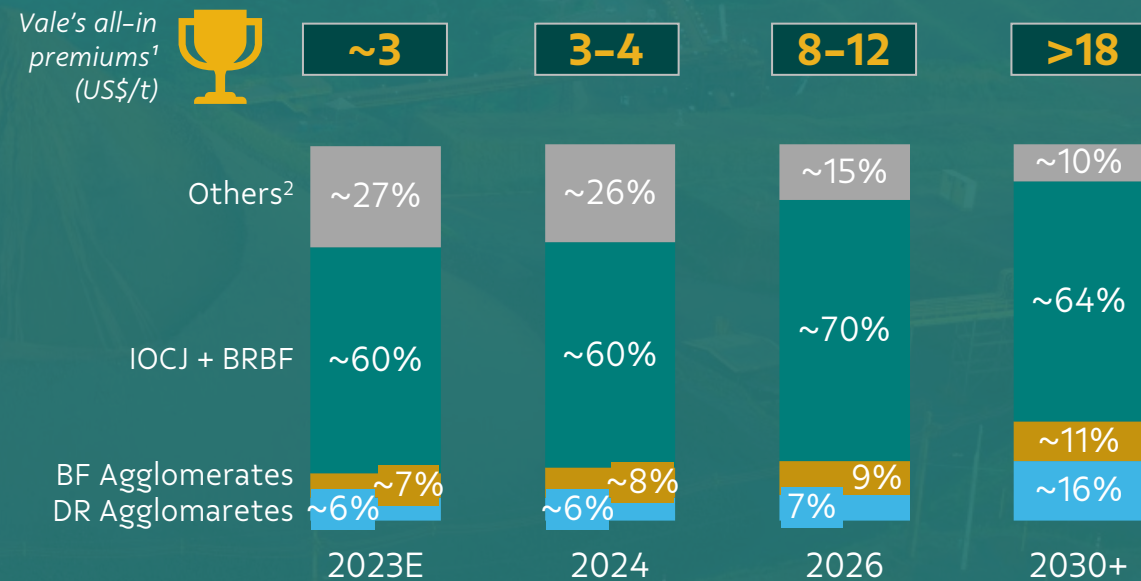 Vale's all-in
premiums¹
(US$/t)
~3
3–4
8–12
>18
Others²
~27%
~26%
~15%
~10%
IOCJ + BRBF
~60%
~60%
~70%
~64%
BF Agglomerates
~7%
~8%
9%
~11%
DR Agglomaretes
~6%
~6%
7%
~16%
2023E
2024
2026
2030+